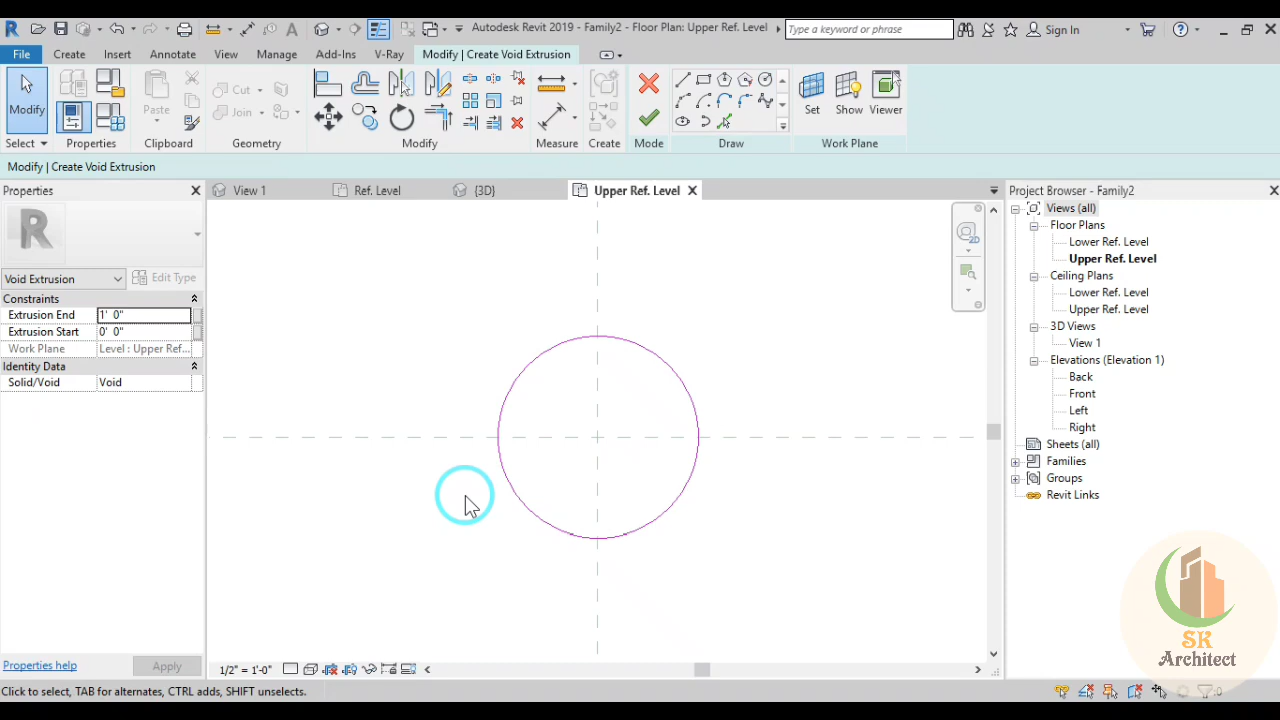 Autodesk Revit 2019 - Family2 - Floor Plan: Upper Ref. Level
Type a keyword or phrase
Sign In
File Create Insert Annotate View Manage Add-Ins V-Ray Modify | Create Void Extrusion
Modify
Paste
Cut
Join
Create
Set Show Viewer
Select Properties Clipboard Geometry Modify Measure Create Mode Draw Work Plane
Modify | Create Void Extrusion
Properties
View 1 Ref. Level {3D} Upper Ref. Level
Project Browser - Family2
R
2D
Void Extrusion Edit Type
Constraints
Extrusion End 1' 0"
Extrusion Start 0' 0"
Work Plane Level : Upper Ref...
Identity Data
Solid/Void Void
Views (all)
Floor Plans
Lower Ref. Level
Upper Ref. Level
Ceiling Plans
Lower Ref. Level
Upper Ref. Level
3D Views
View 1
Elevations (Elevation 1)
Back
Front
Left
Right
Sheets (all)
Families
Groups
Revit Links
SK
Architect
Properties help Apply
1/2" = 1'-0"
Click to select, TAB for alternates, CTRL adds, SHIFT unselects.
:0